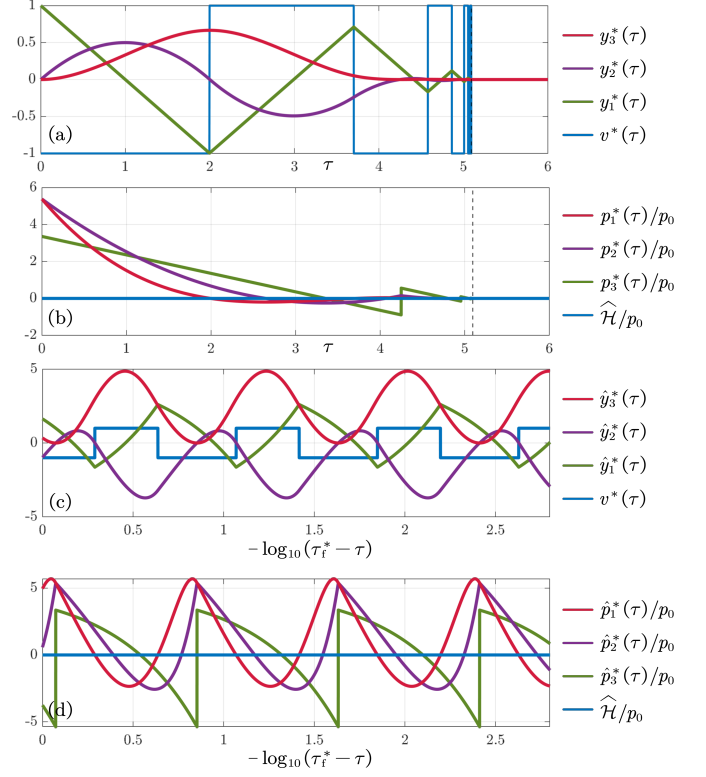 1
0.5
0
-0.5
-1
(a)
0 1 2 3 τ 4 5 6
y₃*(τ)
y₂*(τ)
y₁*(τ)
v*(τ)
6
4
2
0
-2
(b)
0 1 2 3 τ 4 5 6
p₁*(τ)/p₀
p₂*(τ)/p₀
p₃*(τ)/p₀
Ĥ/p₀
5
0
-5
(c)
0 0.5 1 1.5 2 2.5
− log₁₀(τ_f* − τ)
ŷ₃*(τ)
ŷ₂*(τ)
ŷ₁*(τ)
v*(τ)
5
0
-5
(d)
0 0.5 1 1.5 2 2.5
− log₁₀(τ_f* − τ)
p̂₁*(τ)/p₀
p̂₂*(τ)/p₀
p̂₃*(τ)/p₀
Ĥ/p₀